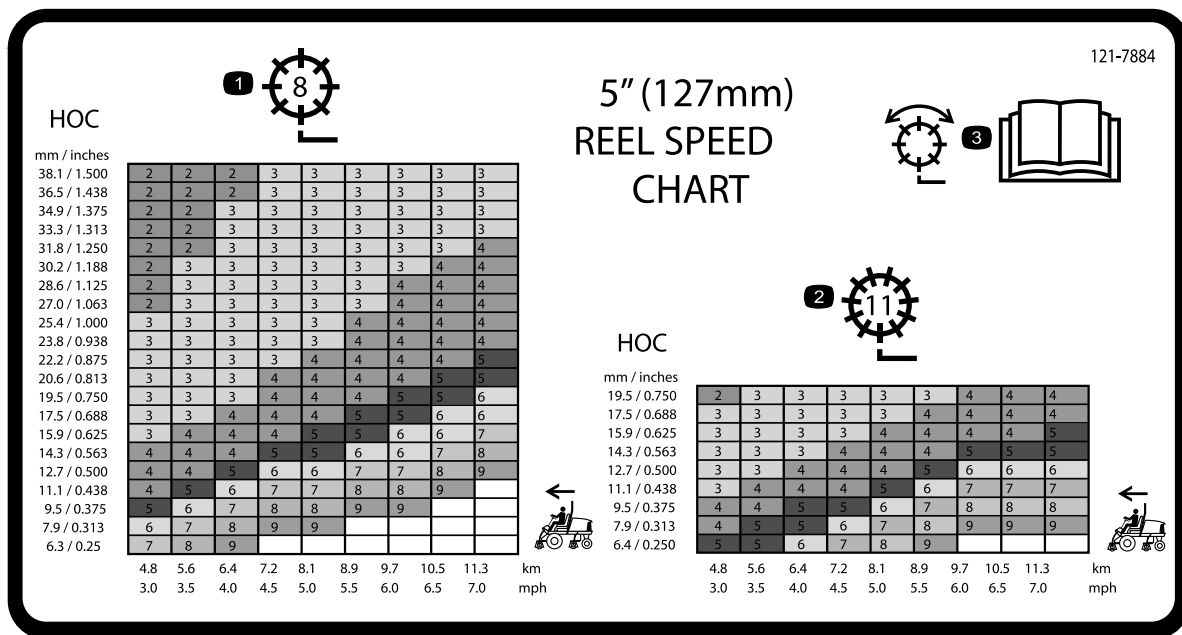 121-7884
5" (127mm)
REEL SPEED
CHART
1
8
3
HOC
mm / inches
38.1 / 1.500 2 2 2 3 3 3 3 3 3
36.5 / 1.438 2 2 2 3 3 3 3 3 3
34.9 / 1.375 2 2 3 3 3 3 3 3 3
33.3 / 1.313 2 2 3 3 3 3 3 3 3
31.8 / 1.250 2 2 3 3 3 3 3 3 4
30.2 / 1.188 2 3 3 3 3 3 3 4 4
28.6 / 1.125 2 3 3 3 3 3 4 4 4
27.0 / 1.063 2 3 3 3 3 3 4 4 4
25.4 / 1.000 3 3 3 3 3 4 4 4 4
23.8 / 0.938 3 3 3 3 3 4 4 4 4
22.2 / 0.875 3 3 3 3 4 4 4 4 5
20.6 / 0.813 3 3 3 4 4 4 4 5 5
19.5 / 0.750 3 3 3 4 4 4 5 5 6
17.5 / 0.688 3 3 4 4 4 5 5 6 6
15.9 / 0.625 3 4 4 4 5 5 6 6 7
14.3 / 0.563 4 4 4 5 5 6 6 7 8
12.7 / 0.500 4 4 5 6 6 7 7 8 9
11.1 / 0.438 4 5 6 7 7 8 8 9
9.5 / 0.375 5 6 7 8 8 9 9
7.9 / 0.313 6 7 8 9 9
6.3 / 0.25 7 8 9
4.8 5.6 6.4 7.2 8.1 8.9 9.7 10.5 11.3 km
3.0 3.5 4.0 4.5 5.0 5.5 6.0 6.5 7.0 mph
2
11
HOC
mm / inches
19.5 / 0.750 2 3 3 3 3 3 4 4 4
17.5 / 0.688 3 3 3 3 3 4 4 4 4
15.9 / 0.625 3 3 3 3 4 4 4 4 5
14.3 / 0.563 3 3 3 4 4 4 5 5 5
12.7 / 0.500 3 3 4 4 4 5 6 6 6
11.1 / 0.438 3 4 4 4 5 6 7 7 7
9.5 / 0.375 4 4 5 5 6 7 8 8 8
7.9 / 0.313 4 5 5 6 7 8 9 9 9
6.4 / 0.250 5 5 6 7 8 9
4.8 5.6 6.4 7.2 8.1 8.9 9.7 10.5 11.3 km
3.0 3.5 4.0 4.5 5.0 5.5 6.0 6.5 7.0 mph